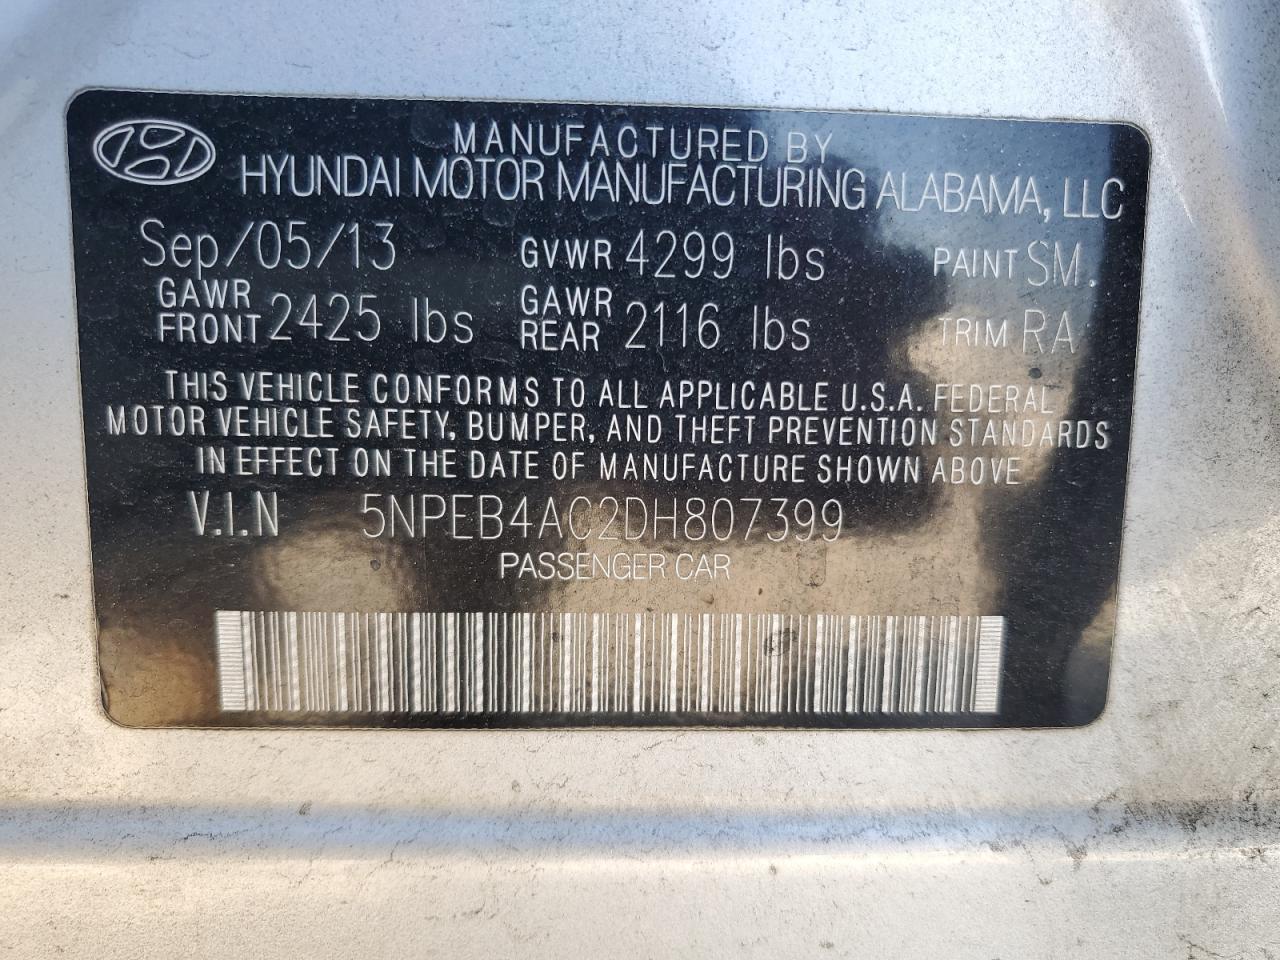 MANUFACTURED BY
HYUNDAI MOTOR MANUFACTURING ALABAMA, LLC
Sep/05/13 GVWR 4299 lbs PAINT SM.
GAWR FRONT 2425 lbs GAWR REAR 2116 lbs TRIM RA
THIS VEHICLE CONFORMS TO ALL APPLICABLE U.S.A. FEDERAL
MOTOR VEHICLE SAFETY, BUMPER, AND THEFT PREVENTION STANDARDS
IN EFFECT ON THE DATE OF MANUFACTURE SHOWN ABOVE
V.I.N 5NPEB4AC2DH807399
PASSENGER CAR